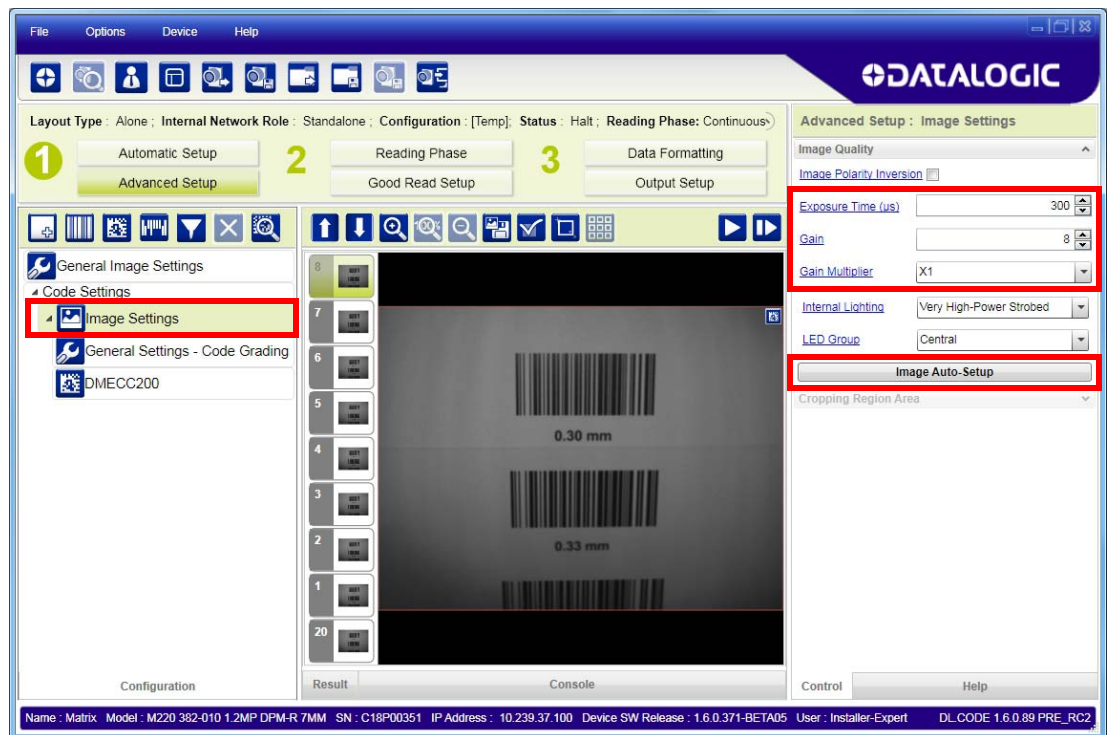 File Options Device Help
DATALOGIC
Layout Type : Alone ; Internal Network Role : Standalone ; Configuration : [Temp]; Status : Halt ; Reading Phase: Continuous
1 Automatic Setup 2 Reading Phase 3 Data Formatting
Advanced Setup Good Read Setup Output Setup
General Image Settings
Code Settings
Image Settings
General Settings - Code Grading
DMECC200
Configuration
8
7
6
5
4
3
2
1
20
0.30 mm
0.33 mm
Result Console
Advanced Setup : Image Settings
Image Quality
Image Polarity Inversion
Exposure Time (us) 300
Gain 8
Gain Multiplier X1
Internal Lighting Very High-Power Strobed
LED Group Central
Image Auto-Setup
Cropping Region Area
Control Help
Name : Matrix Model : M220 382-010 1.2MP DPM-R 7MM SN : C18P00351 IP Address : 10.239.37.100 Device SW Release : 1.6.0.371-BETA05 User : Installer-Expert DL.CODE 1.6.0.89 PRE_RC2